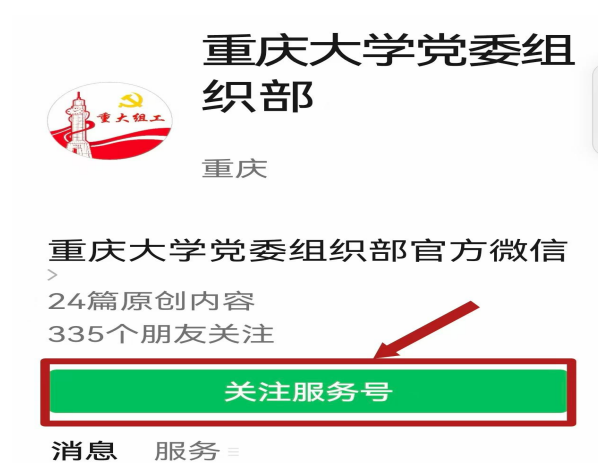 重庆大学党委组
织部
重大组工
重庆
重庆大学党委组织部官方微信
>
24篇原创内容
335个朋友关注
关注服务号
消息 服务